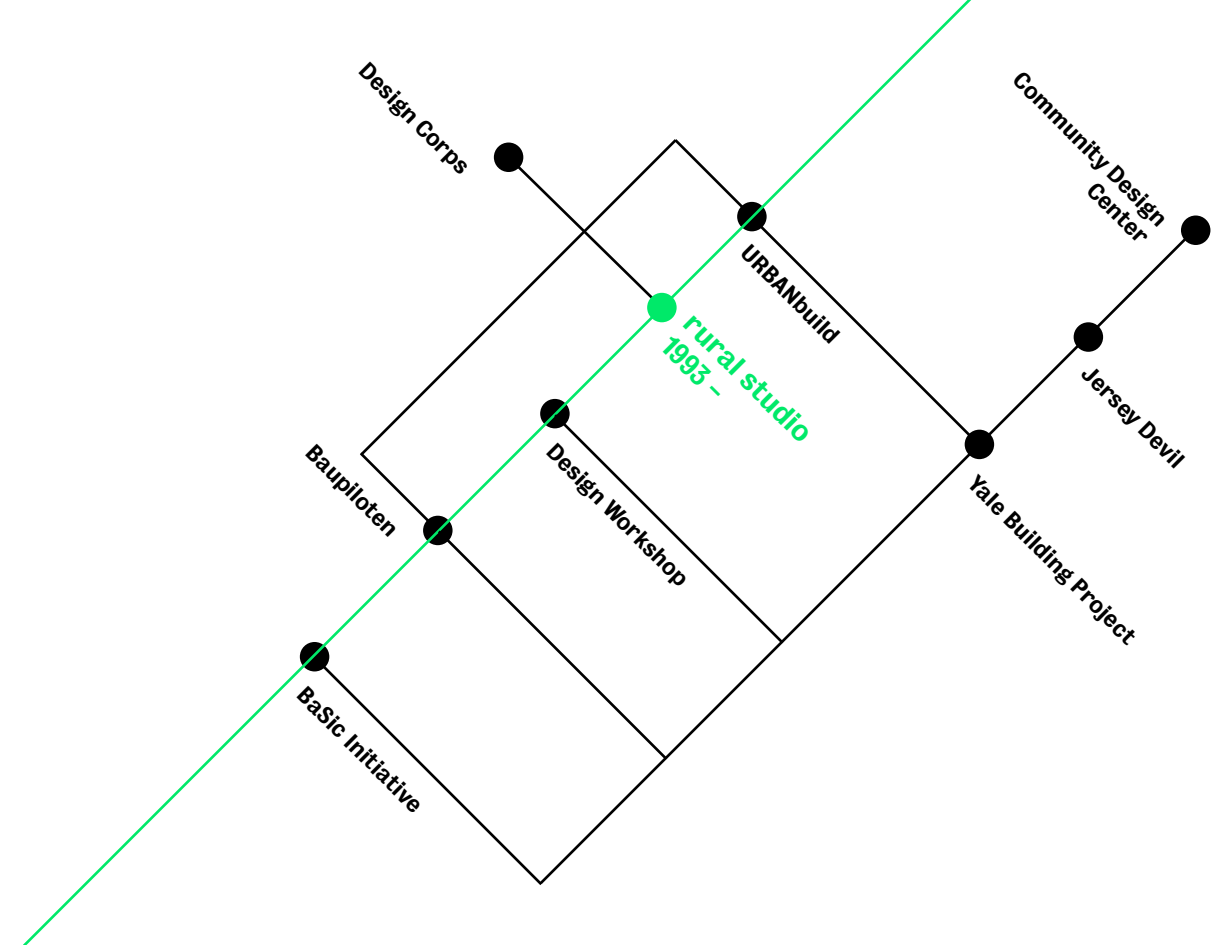 Design Corps
Community Design
Center
URBANbuild
rural studio
1993 –
Jersey Devil
Baupiloten
Design Workshop
Yale Building Project
BaSic Initiative